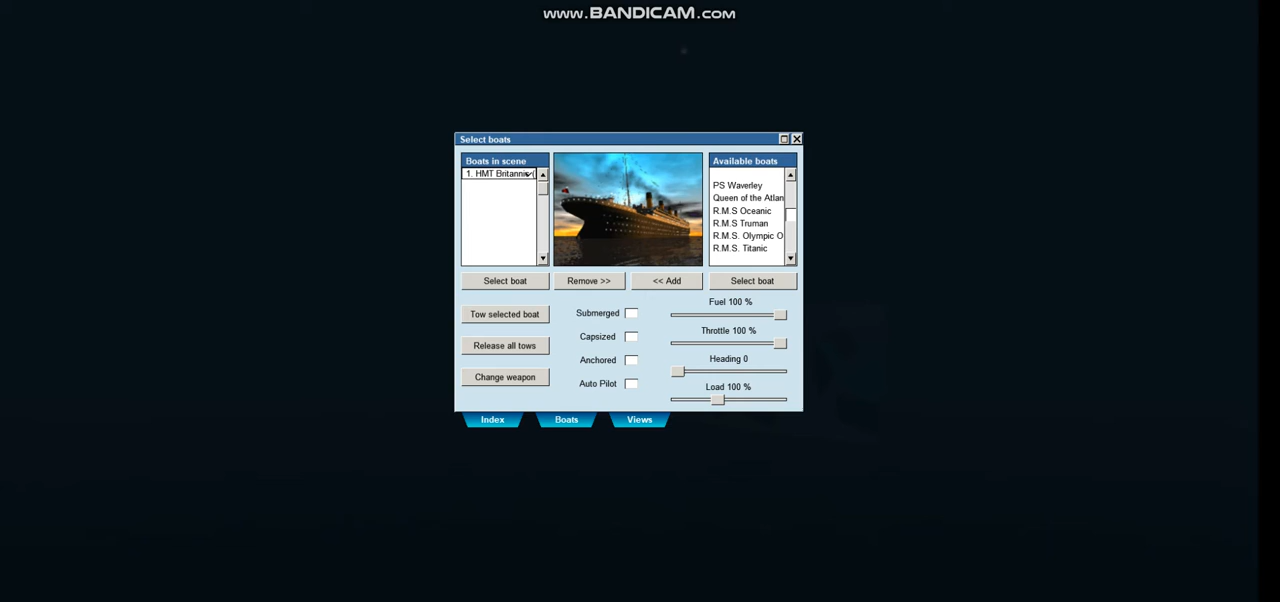 www.BANDICAM.com
Select boats
Boats in scene
Available boats
1. HMT Britannic
PS Waverley
Queen of the Atlan
R.M.S Oceanic
R.M.S Truman
R.M.S. Olympic O
R.M.S. Titanic
Select boat
Remove >>
<< Add
Select boat
Fuel 100 %
Tow selected boat
Submerged
Throttle 100 %
Capsized
Release all tows
Heading 0
Anchored
Change weapon
Auto Pilot
Load 100 %
Index
Boats
Views